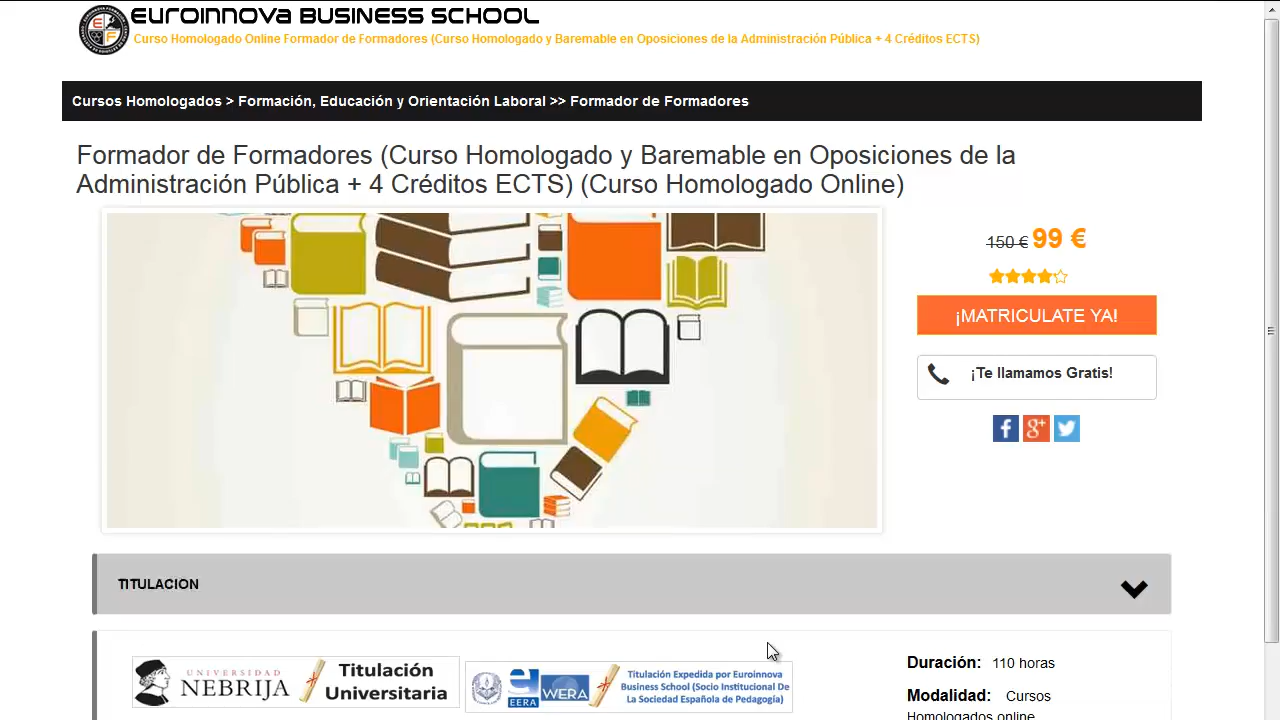 EUROINNOVA BUSINESS SCHOOL
Curso Homologado Online Formador de Formadores (Curso Homologado y Baremable en Oposiciones de la Administración Pública + 4 Créditos ECTS)
Cursos Homologados > Formación, Educación y Orientación Laboral >> Formador de Formadores
Formador de Formadores (Curso Homologado y Baremable en Oposiciones de la
Administración Pública + 4 Créditos ECTS) (Curso Homologado Online)
150 € 99 €
¡MATRICULATE YA!
¡Te llamamos Gratis!
TITULACION
UNIVERSIDAD
NEBRIJA
Titulación
Universitaria
EERA
WERA
Titulación Expedida por Euroinnova
Business School (Socio Institucional De
La Sociedad Española de Pedagogía)
Duración: 110 horas
Modalidad: Cursos
Homologados online